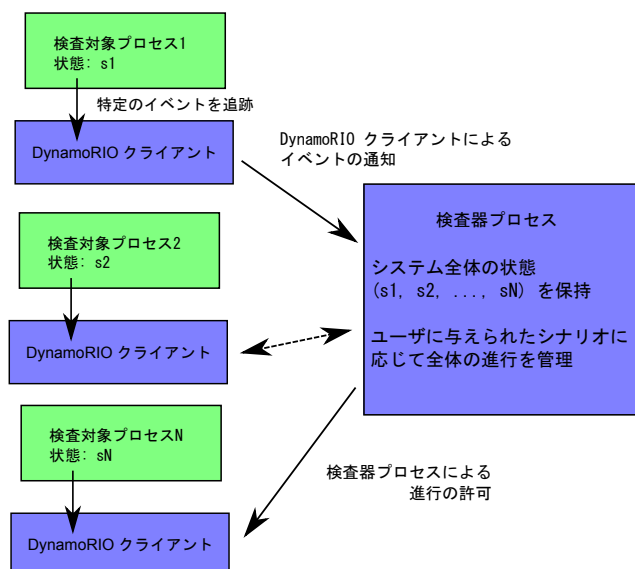 検査対象プロセス1
状態: s1
特定のイベントを追跡
DynamoRIO クライアント
DynamoRIO クライアントによる
イベントの通知
検査対象プロセス2
状態: s2
DynamoRIO クライアント
検査器プロセス
システム全体の状態
(s1, s2, ..., sN) を保持
ユーザに与えられたシナリオに
応じて全体の進行を管理
検査対象プロセスN
状態: sN
DynamoRIO クライアント
検査器プロセスによる
進行の許可